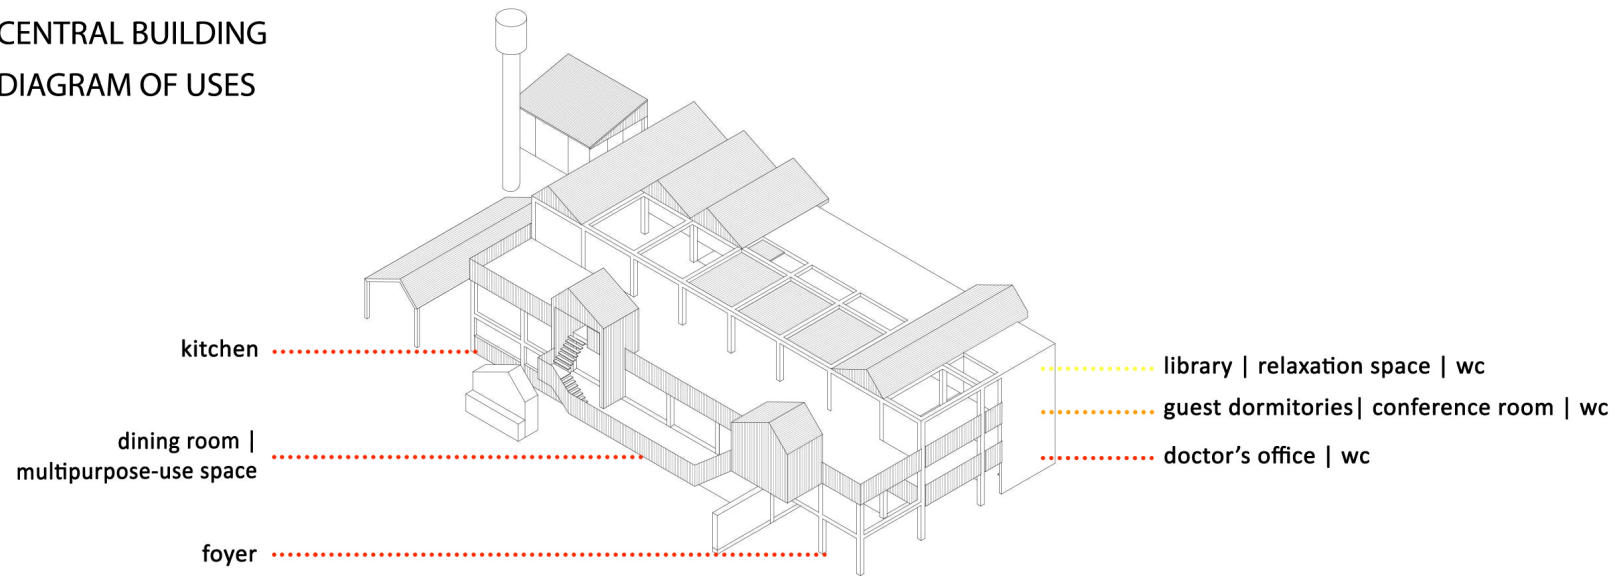 CENTRAL BUILDING
DIAGRAM OF USES
kitchen
dining room |
multipurpose-use space
foyer
library | relaxation space | wc
guest dormitories| conference room | wc
doctor’s office | wc